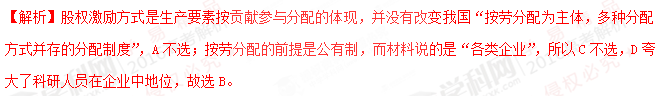 【解析】股权激励方式是生产要素按贡献参与分配的体现，并没有改变我国“按劳分配为主体，多种分配
方式并存的分配制度”，A不选；按劳分配的前提是公有制，而材料说的是“各类企业”，所以C不选，D夸
大了科研人员在企业中地位，故选B。